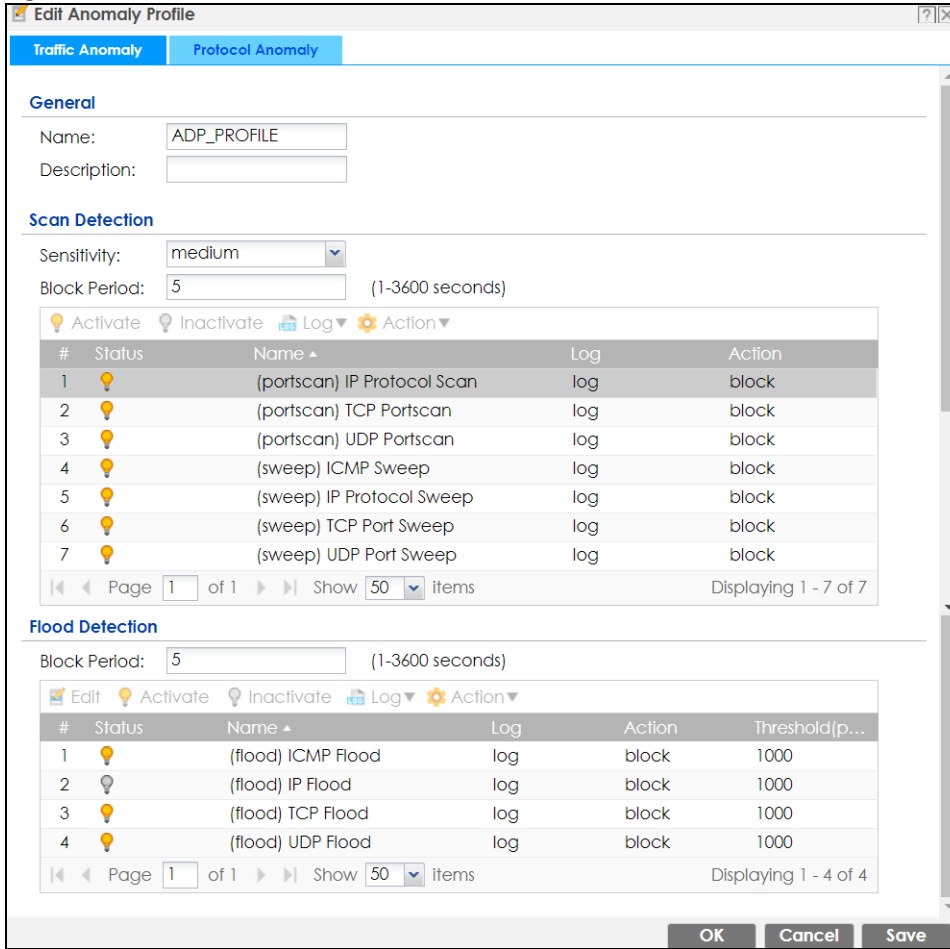 Edit Anomaly Profile
Traffic Anomaly Protocol Anomaly
General
Name: ADP_PROFILE
Description:
Scan Detection
Sensitivity: medium
Block Period: 5 (1-3600 seconds)
Activate Inactivate Log Action
# Status Name Log Action
1 (portscan) IP Protocol Scan log block
2 (portscan) TCP Portscan log block
3 (portscan) UDP Portscan log block
4 (sweep) ICMP Sweep log block
5 (sweep) IP Protocol Sweep log block
6 (sweep) TCP Port Sweep log block
7 (sweep) UDP Port Sweep log block
Page 1 of 1 Show 50 items Displaying 1 - 7 of 7
Flood Detection
Block Period: 5 (1-3600 seconds)
Edit Activate Inactivate Log Action
# Status Name Log Action Threshold(p...
1 (flood) ICMP Flood log block 1000
2 (flood) IP Flood log block 1000
3 (flood) TCP Flood log block 1000
4 (flood) UDP Flood log block 1000
Page 1 of 1 Show 50 items Displaying 1 - 4 of 4
OK Cancel Save